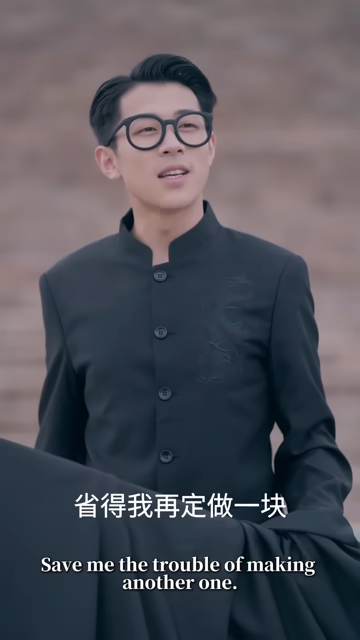 省得我再定做一块
Save me the trouble of making
another one.